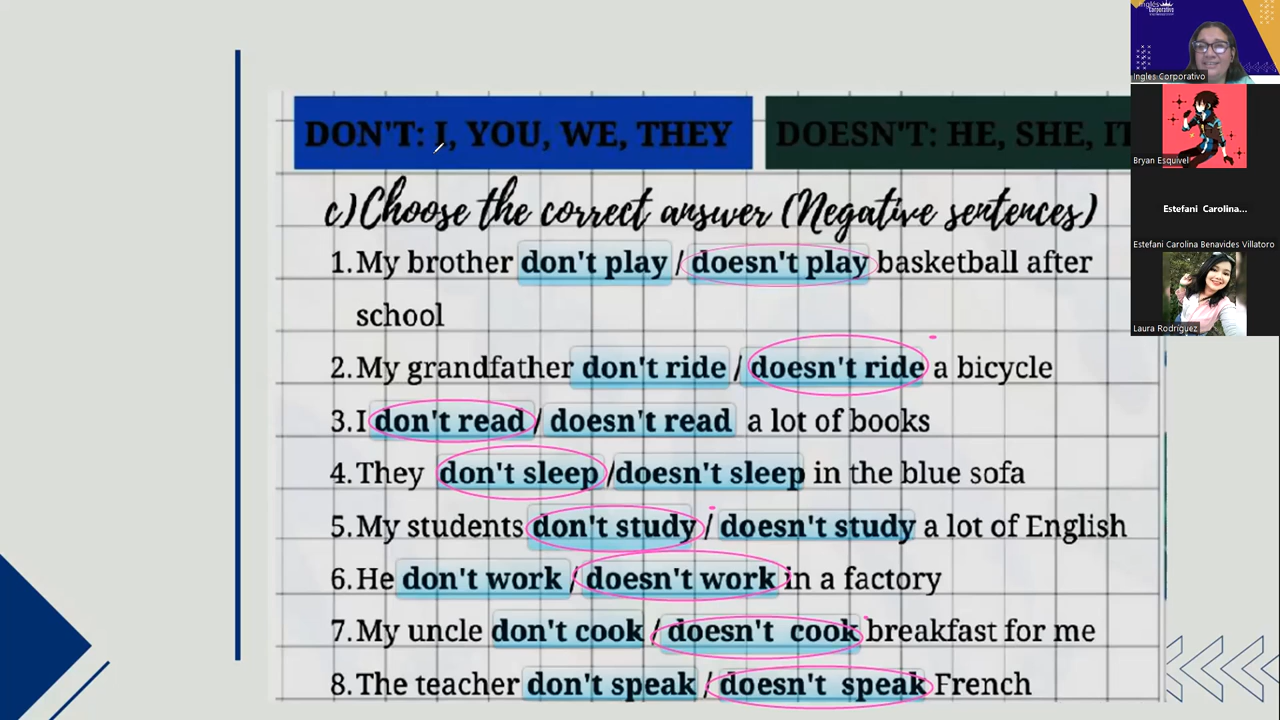 DON'T: I, YOU, WE, THEY
DOESN'T: HE, SHE, IT
c)Choose the correct answer (Negative sentences)
1. My brother don't play / doesn't play basketball after
school
2. My grandfather don't ride / doesn't ride a bicycle
3. I don't read / doesn't read a lot of books
4. They don't sleep /doesn't sleep in the blue sofa
5. My students don't study / doesn't study a lot of English
6. He don't work / doesn't work in a factory
7. My uncle don't cook / doesn't cook breakfast for me
8. The teacher don't speak / doesn't speak French
Inglés
Corporativo
Ingles Corporativo
Bryan Esquivel
Estefani Carolina...
Estefani Carolina Benavides Villatoro
Laura Rodríguez